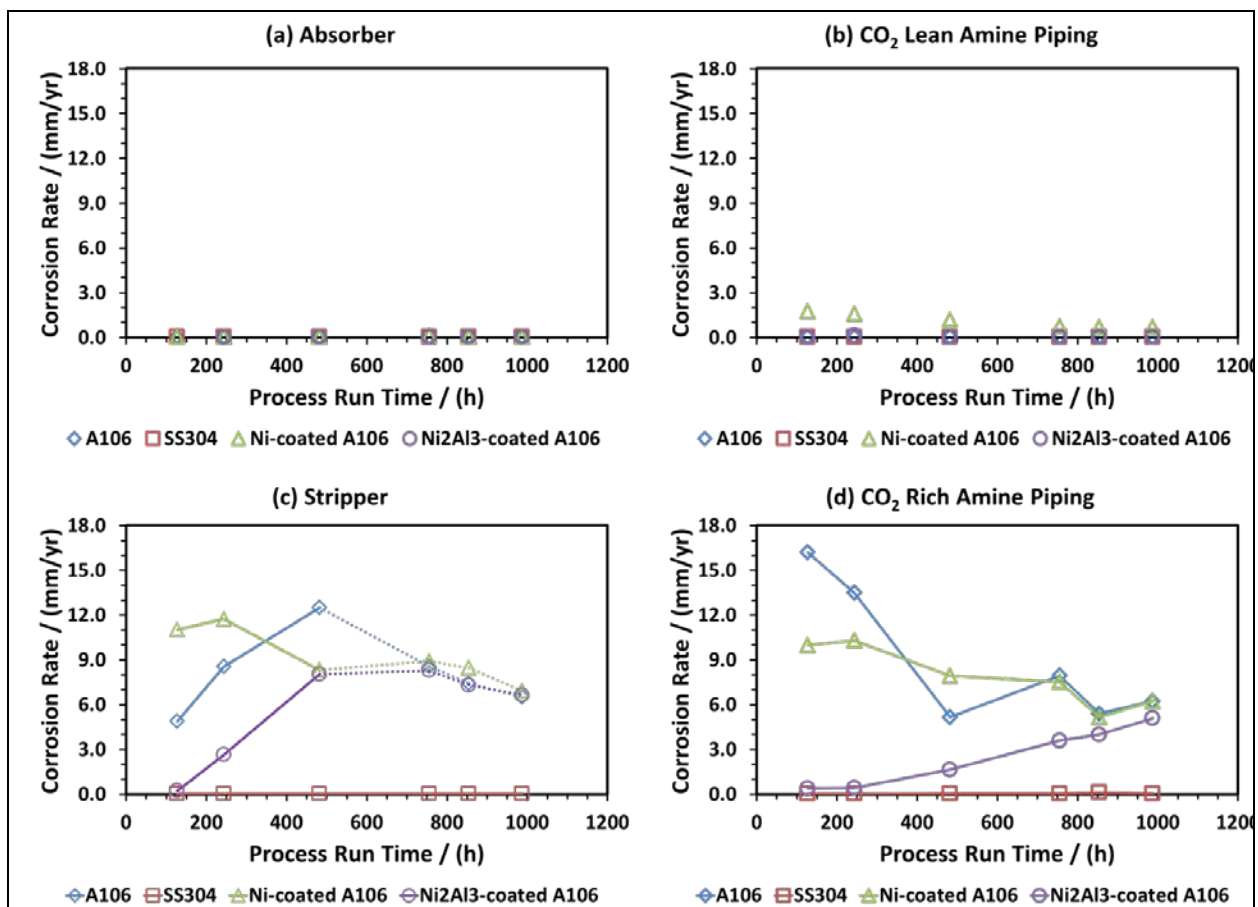 (a) Absorber
18.0
15.0
12.0
9.0
6.0
3.0
0.0
Corrosion Rate / (mm/yr)
0 200 400 600 800 1000 1200
Process Run Time / (h)
A106 SS304 Ni-coated A106 Ni2Al3-coated A106
(b) CO₂ Lean Amine Piping
18.0
15.0
12.0
9.0
6.0
3.0
0.0
Corrosion Rate / (mm/yr)
0 200 400 600 800 1000 1200
Process Run Time / (h)
A106 SS304 Ni-coated A106 Ni2Al3-coated A106
(c) Stripper
18.0
15.0
12.0
9.0
6.0
3.0
0.0
Corrosion Rate / (mm/yr)
0 200 400 600 800 1000 1200
Process Run Time / (h)
A106 SS304 Ni-coated A106 Ni2Al3-coated A106
(d) CO₂ Rich Amine Piping
18.0
15.0
12.0
9.0
6.0
3.0
0.0
Corrosion Rate / (mm/yr)
0 200 400 600 800 1000 1200
Process Run Time / (h)
A106 SS304 Ni-coated A106 Ni2Al3-coated A106